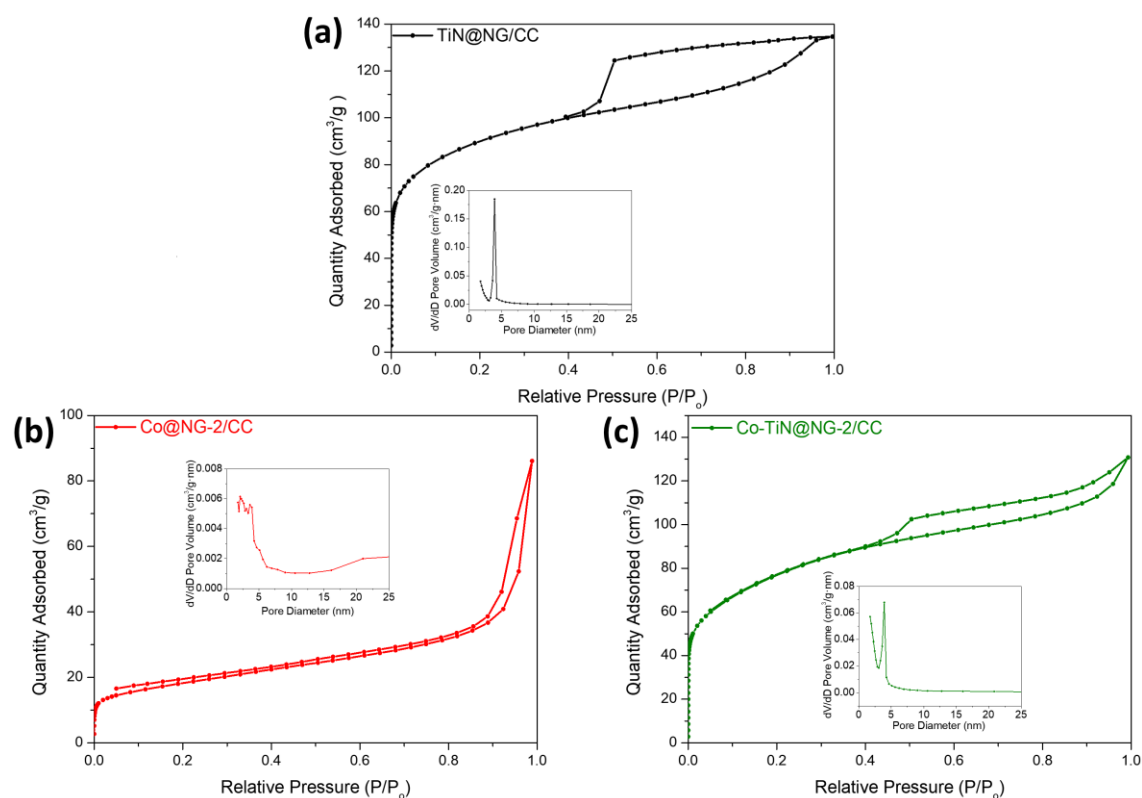 (a)
TiN@NG/CC
Quantity Adsorbed (cm³/g)
140
120
100
80
60
40
20
0
0.0 0.2 0.4 0.6 0.8 1.0
Relative Pressure (P/Pₒ)
dV/dD Pore Volume (cm³/g·nm)
0.20
0.15
0.10
0.05
0.00
0 5 10 15 20 25
Pore Diameter (nm)
(b)
Co@NG-2/CC
Quantity Adsorbed (cm³/g)
100
80
60
40
20
0
0.0 0.2 0.4 0.6 0.8 1.0
Relative Pressure (P/Pₒ)
dV/dD Pore Volume (cm³/g·nm)
0.008
0.006
0.004
0.002
0.000
0 5 10 15 20 25
Pore Diameter (nm)
(c)
Co-TiN@NG-2/CC
Quantity Adsorbed (cm³/g)
150
120
90
60
30
0
0.0 0.2 0.4 0.6 0.8 1.0
Relative Pressure (P/Pₒ)
dV/dD Pore Volume (cm³/g·nm)
0.08
0.06
0.04
0.02
0.00
0 5 10 15 20 25
Pore Diameter (nm)